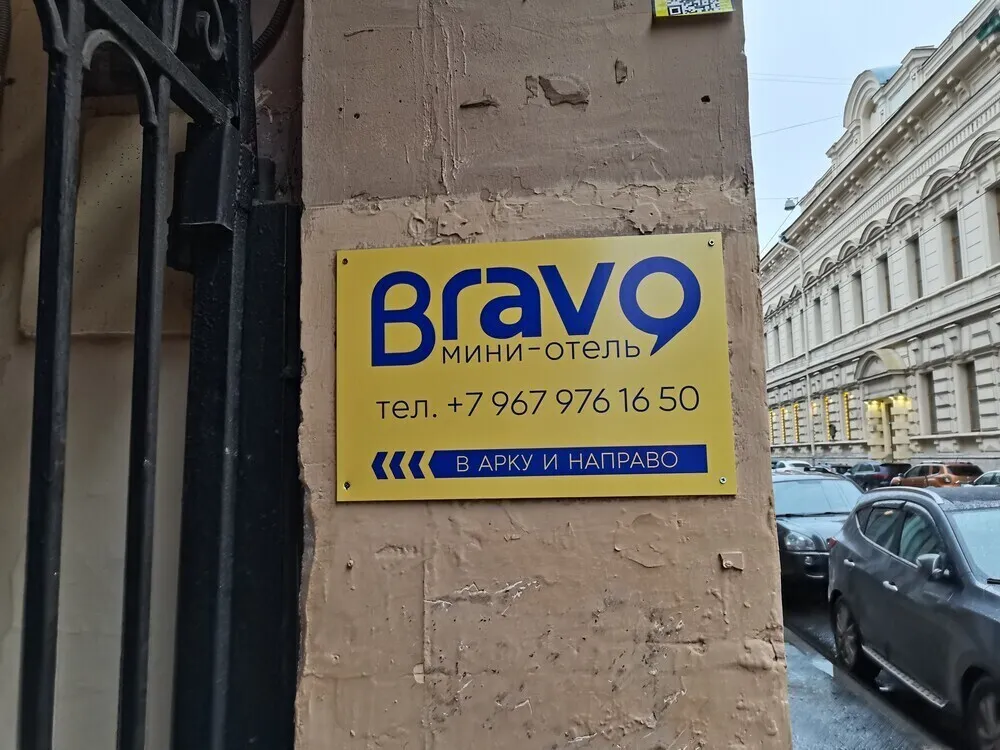 Bravo
мини-отель
тел. +7 967 976 16 50
В АРКУ И НАПРАВО